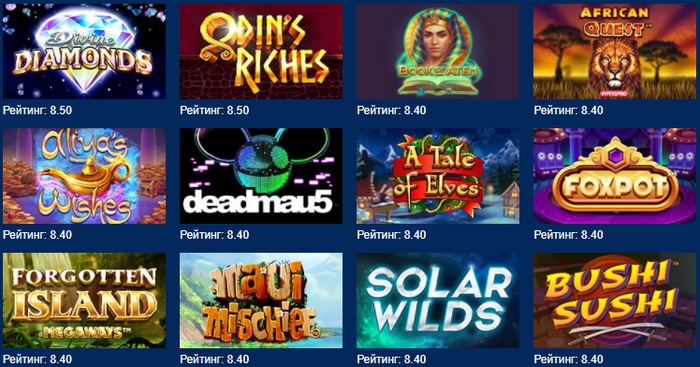 Divine
DIAMONDS
ODIN'S
RICHES
BOOK OF ATEM
AFRICAN
QUEST™
HYPERSPINS
Рейтинг: 8.50
Рейтинг: 8.50
Рейтинг: 8.40
Рейтинг: 8.40
Aliya's
Wishes
deadmau5
A Tale
of Elves
FOXPOT
Рейтинг: 8.40
Рейтинг: 8.40
Рейтинг: 8.40
Рейтинг: 8.40
FORGOTTEN
ISLAND
MEGAWAYS™
maui
mischief
SOLAR
WILDS
BUSHI
SUSHI
Рейтинг: 8.40
Рейтинг: 8.40
Рейтинг: 8.40
Рейтинг: 8.40